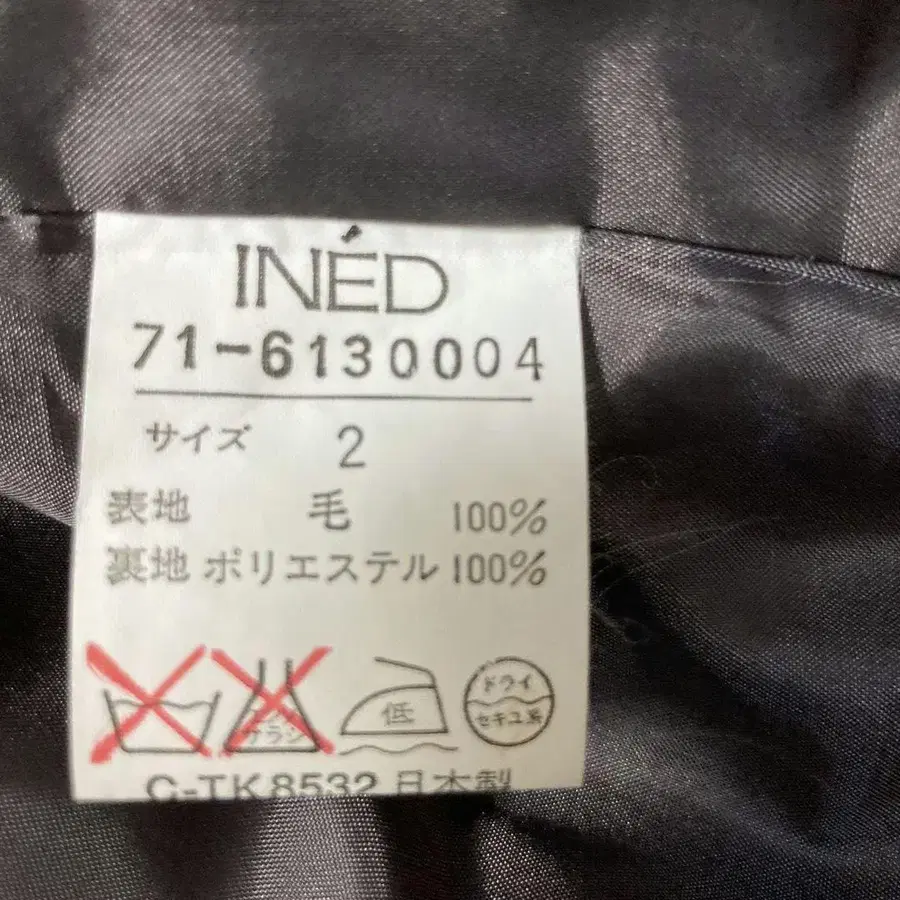 INÉD
71-6130004
サイズ 2
表地 毛 100%
裏地 ポリエステル 100%
低
ドライ
セキユ系
C-TK8532 日本製